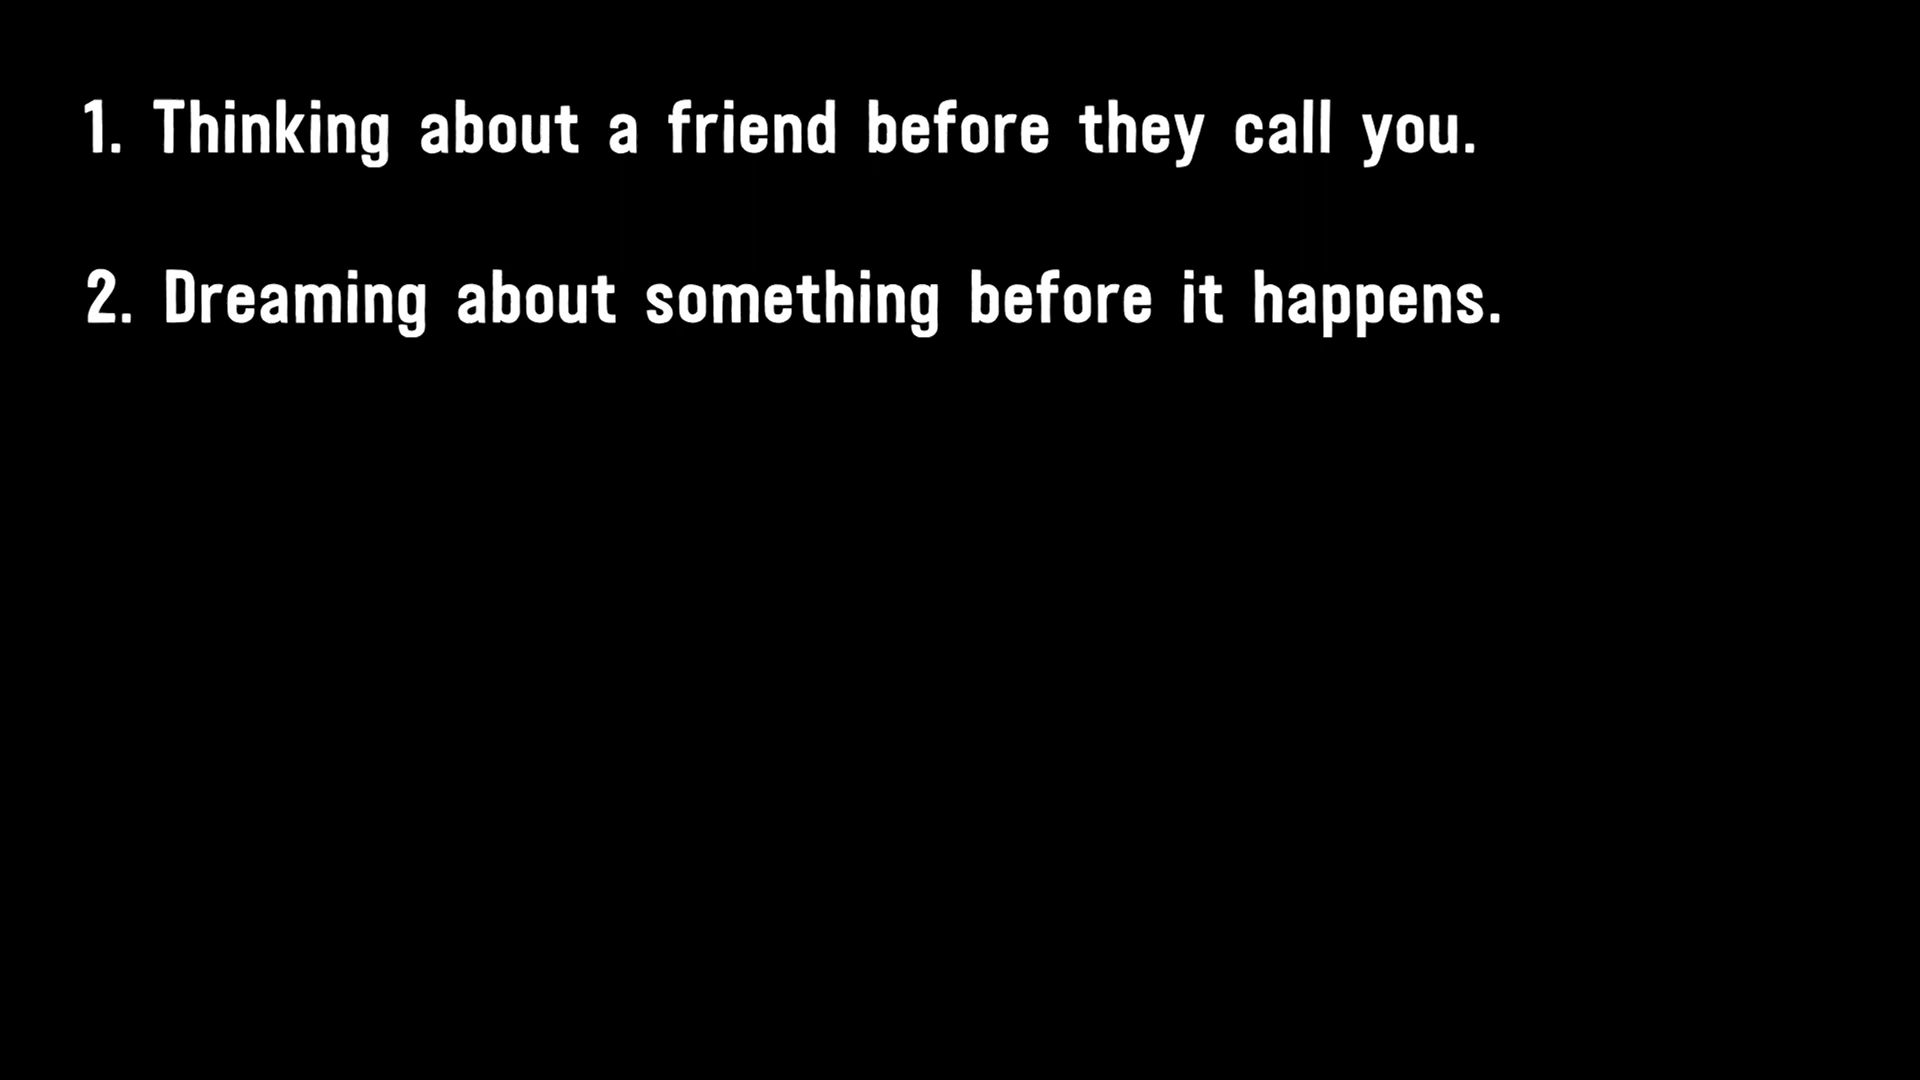 1. Thinking about a friend before they call you.
2. Dreaming about something before it happens.